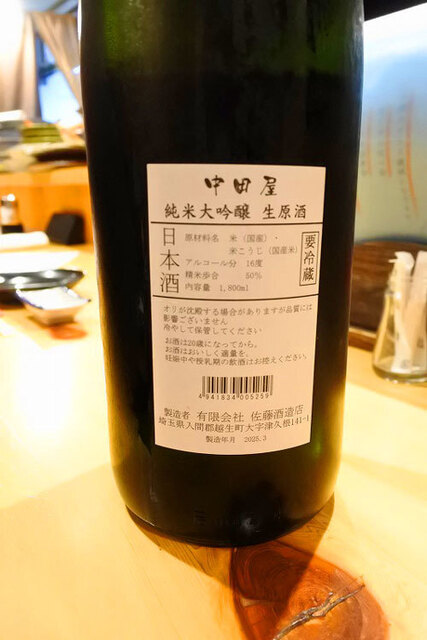 中田屋
純米大吟醸 生原酒
日本酒
要冷蔵
原材料名 米（国産）・
米こうじ（国産米）
アルコール分 16度
精米歩合 50%
内容量 1,800ml
オリが沈殿する場合がありますが品質には
影響ございません
冷やして保管してください
お酒は20歳になってから。
お酒はおいしく適量を。
妊娠中や授乳期の飲酒はお控えください。
4941834005259
製造者 有限会社 佐藤酒造店
埼玉県入間郡越生町大字津久根141-1
製造年月 2025.3